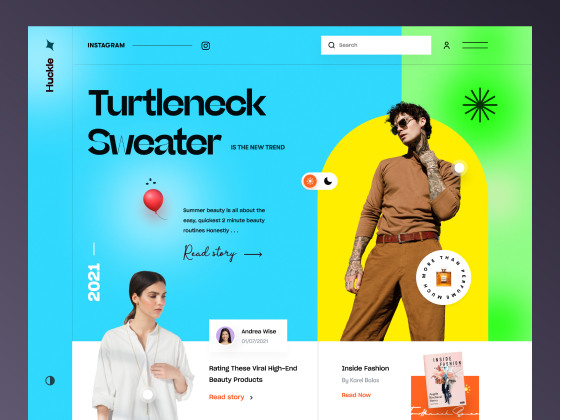 INSTAGRAM
Search
Huckle
Turtleneck
Sweater
IS THE NEW TREND
Summer beauty is all about the
easy, quickest 2 minute beauty
routines Honestly . . .
Read story
2021
MORE THAN PERFUME MUCH
Andrea Wise
01/07/2021
Rating These Viral High-End
Beauty Products
Read story
Inside Fashion
By Karel Balas
Read Now
INSIDE
FASHION